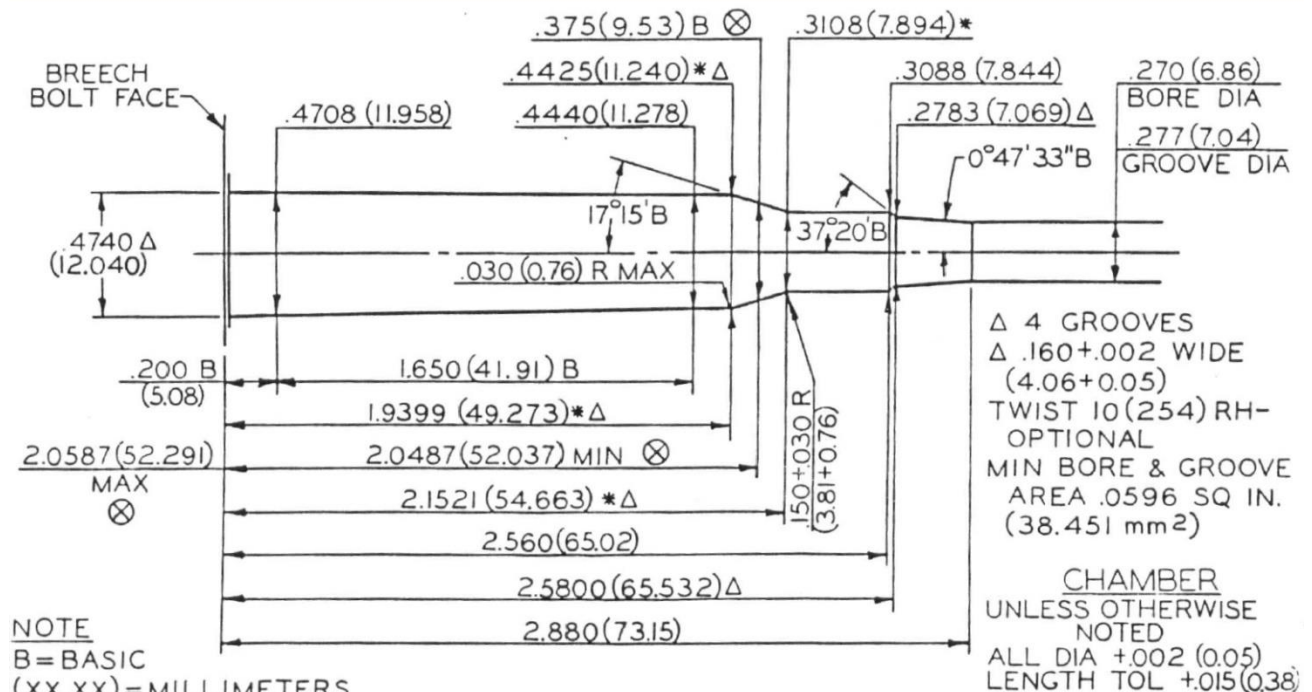 .375(9.53) B ⊗
.3108(7.894)*
BREECH
BOLT FACE
.4425(11.240)*Δ
.3088 (7.844)
.270 (6.86)
BORE DIA
.4708 (11.958)
.4440(11.278)
.2783 (7.069)Δ
.277(7.04)
GROOVE DIA
0°47'33"B
17°15'B
37°20'B
.4740 Δ
(12.040)
.030 (0.76) R MAX
.200 B
(5.08)
1.650(41.91) B
1.9399 (49.273)*Δ
2.0587(52.291)
MAX
⊗
2.0487(52.037) MIN ⊗
2.1521 (54.663) *Δ
.150+.030 R
(3.81+0.76)
2.560(65.02)
2.5800(65.532)Δ
2.880(73.15)
Δ 4 GROOVES
Δ .160+.002 WIDE
(4.06+0.05)
TWIST 10(254) RH-
OPTIONAL
MIN BORE & GROOVE
AREA .0596 SQ IN.
(38.451 mm2)
CHAMBER
UNLESS OTHERWISE
NOTED
ALL DIA +.002 (0.05)
LENGTH TOL +.015(0.38)
NOTE
B=BASIC
(XX.XX)=MILLIMETERS